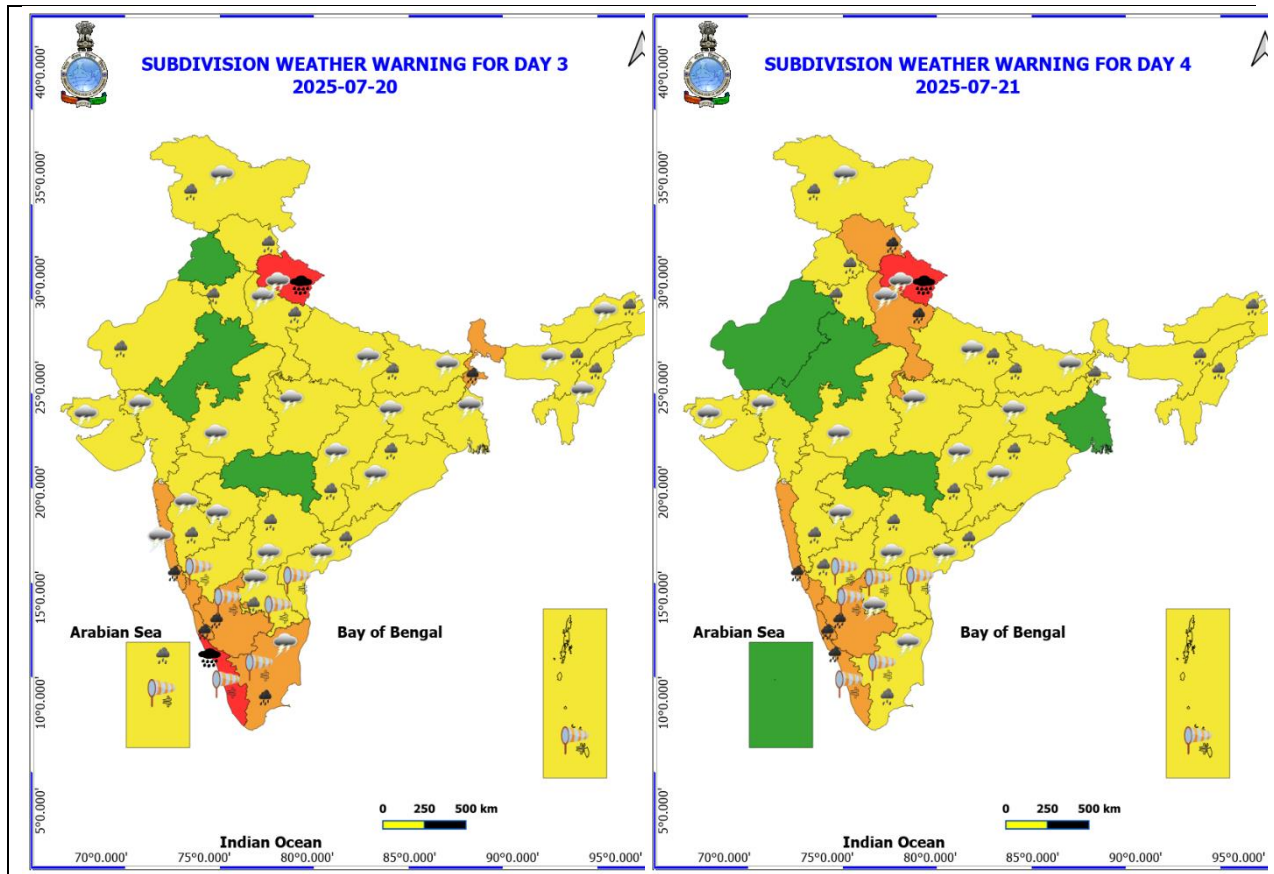 SUBDIVISION WEATHER WARNING FOR DAY 3
2025-07-20
40°0.000'
35°0.000'
30°0.000'
25°0.000'
20°0.000'
15°0.000'
10°0.000'
5°0.000'
Arabian Sea
Bay of Bengal
0 250 500 km
Indian Ocean
70°0.000' 75°0.000' 80°0.000' 85°0.000' 90°0.000' 95°0.000'
SUBDIVISION WEATHER WARNING FOR DAY 4
2025-07-21
40°0.000'
35°0.000'
30°0.000'
25°0.000'
20°0.000'
15°0.000'
10°0.000'
5°0.000'
Arabian Sea
Bay of Bengal
0 250 500 km
Indian Ocean
70°0.000' 75°0.000' 80°0.000' 85°0.000' 90°0.000' 95°0.000'